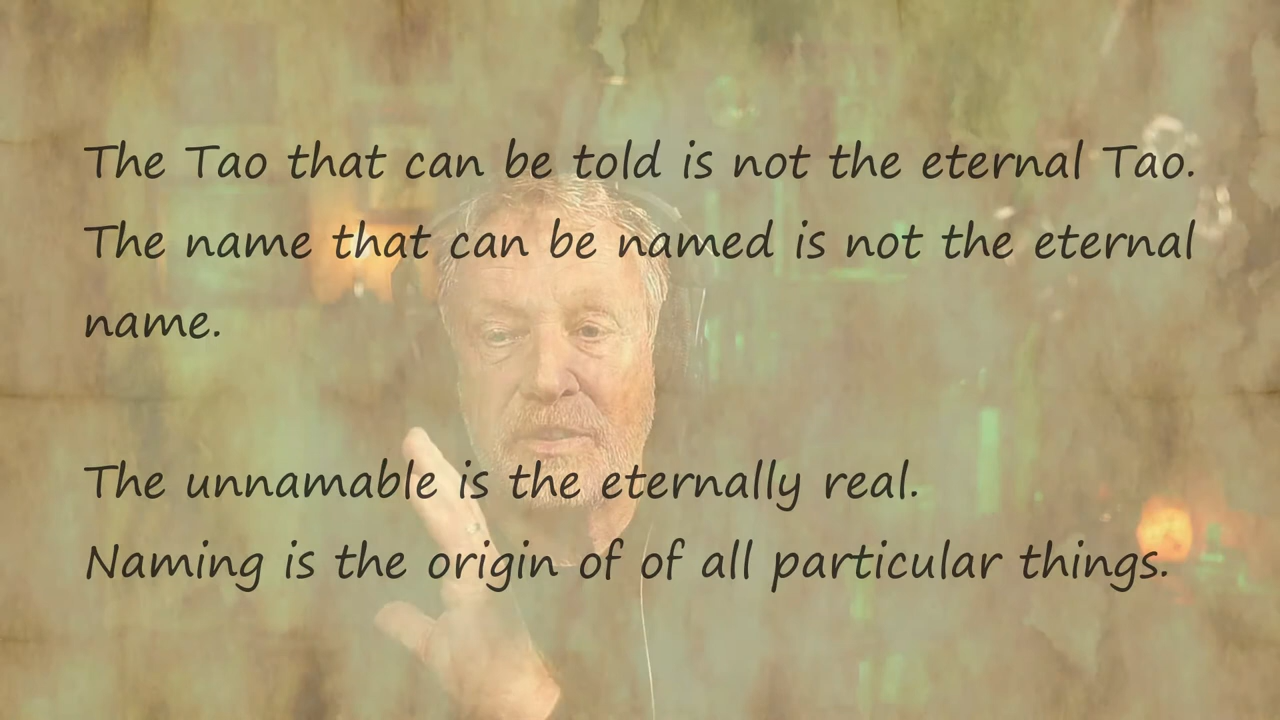 The Tao that can be told is not the eternal Tao.
The name that can be named is not the eternal
name.
The unnamable is the eternally real.
Naming is the origin of of all particular things.